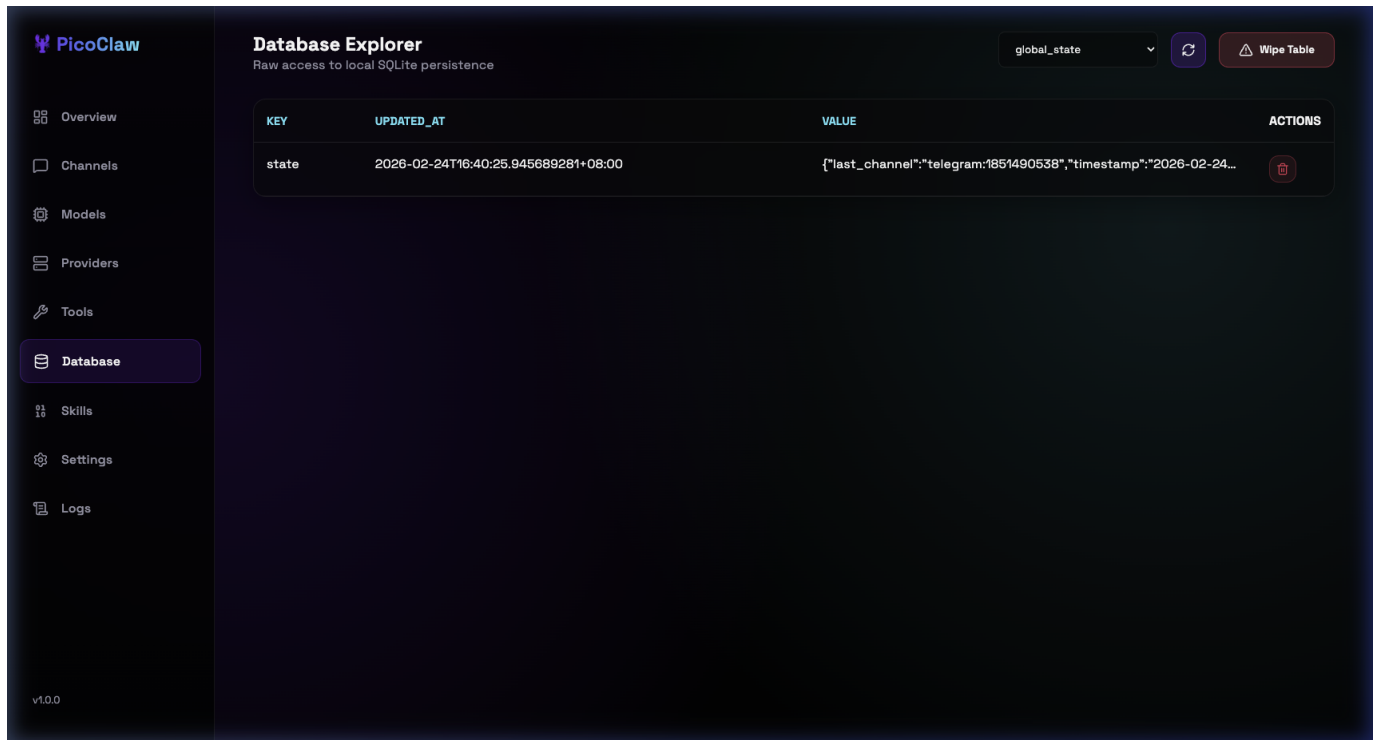 PicoClaw
Overview
Channels
Models
Providers
Tools
Database
Skills
Settings
Logs
v1.0.0
Database Explorer
Raw access to local SQLite persistence
global_state
Wipe Table
KEY UPDATED_AT VALUE ACTIONS
state 2026-02-24T16:40:25.945689281+08:00 {"last_channel":"telegram:1851490538","timestamp":"2026-02-24...